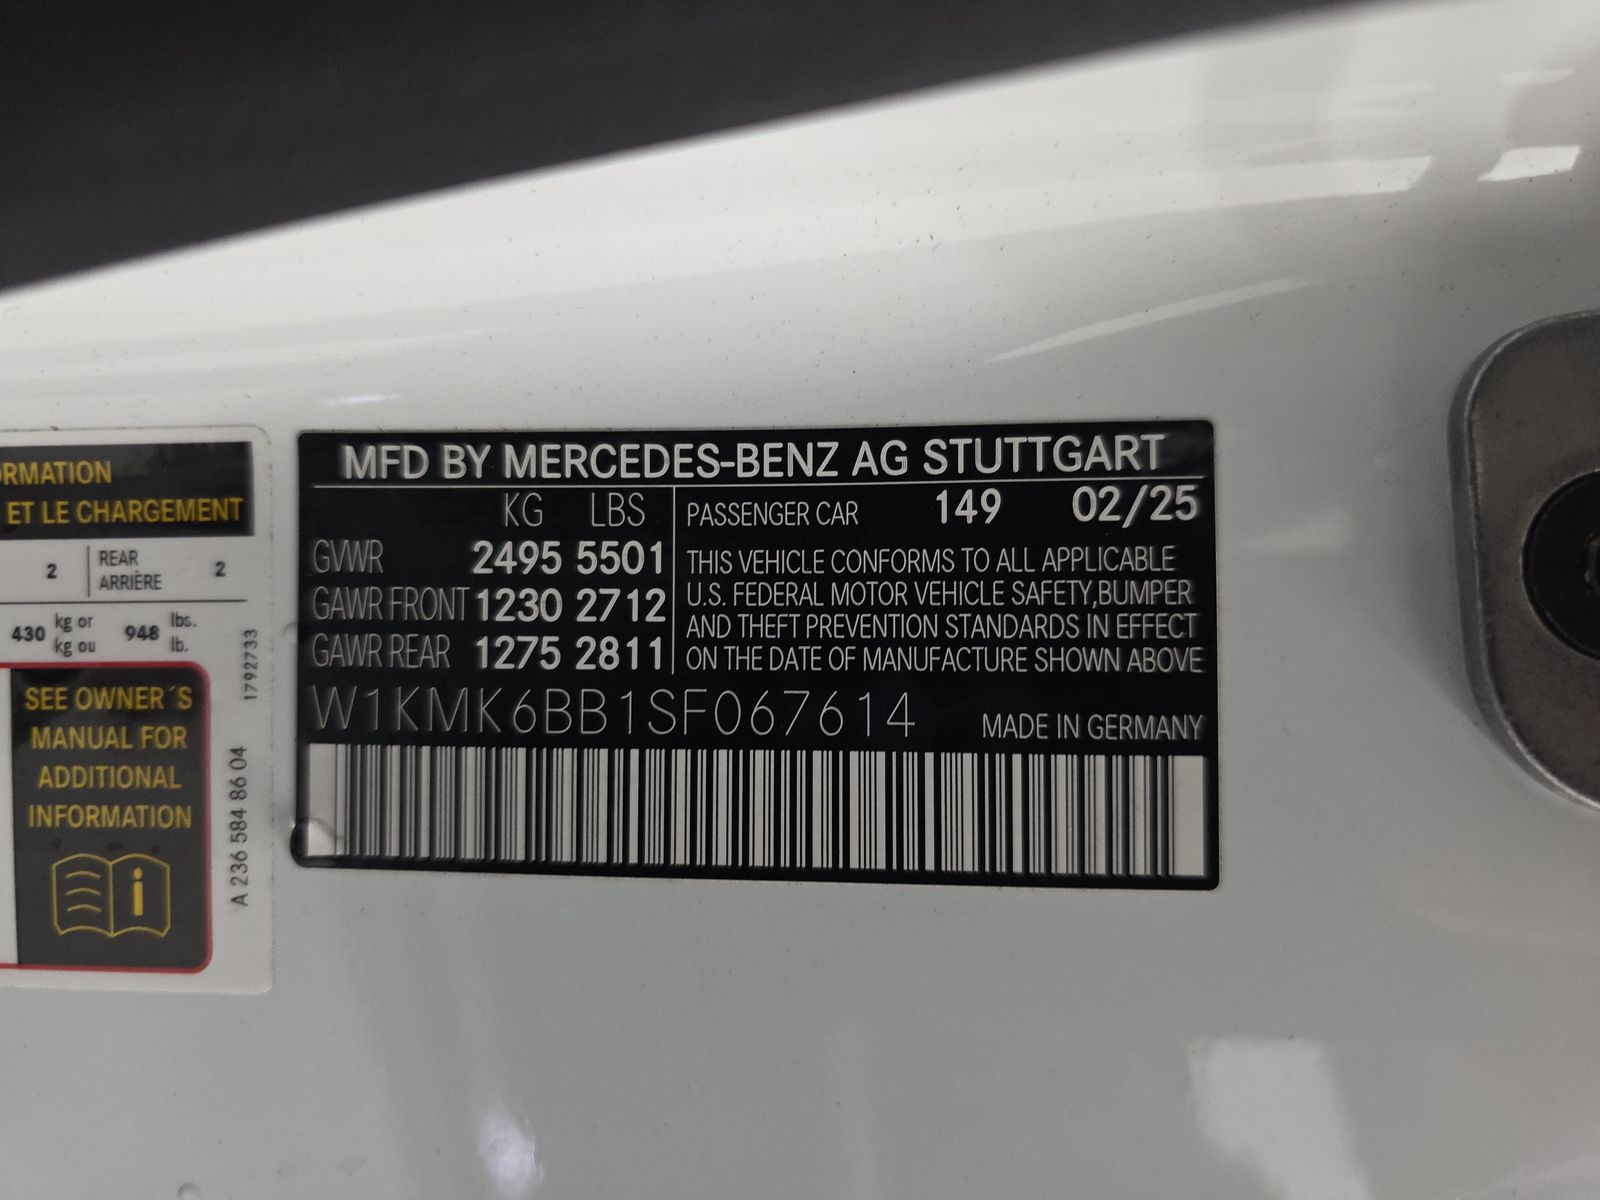 RMATION
ET LE CHARGEMENT
2 REAR 2
ARRIÈRE
430 kg or 948 lbs.
kg ou lb.
SEE OWNER´S
MANUAL FOR
ADDITIONAL
INFORMATION
i
1792733
A 236 584 86 04
MFD BY MERCEDES-BENZ AG STUTTGART
KG LBS
GVWR 2495 5501
GAWR FRONT 1230 2712
GAWR REAR 1275 2811
PASSENGER CAR 149 02/25
THIS VEHICLE CONFORMS TO ALL APPLICABLE
U.S. FEDERAL MOTOR VEHICLE SAFETY,BUMPER
AND THEFT PREVENTION STANDARDS IN EFFECT
ON THE DATE OF MANUFACTURE SHOWN ABOVE
W1KMK6BB1SF067614
MADE IN GERMANY